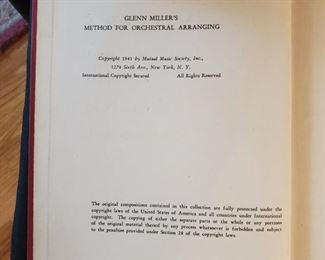 GLENN MILLER'S
METHOD FOR ORCHESTRAL ARRANGING
Copyright 1943 by Mutual Music Society, Inc.,
1270 Sixth Ave., New York, N. Y.
International Copyright Secured All Rights Reserved
The original compositions contained in this collection are fully protected under the
copyright laws of the United States of America and all countries under International
copyright. The copying of either the separate parts or the whole or any portions
of the original material thereof by any process whatsoever is forbidden and subject
to the penalties provided under Section 28 of the copyright laws.